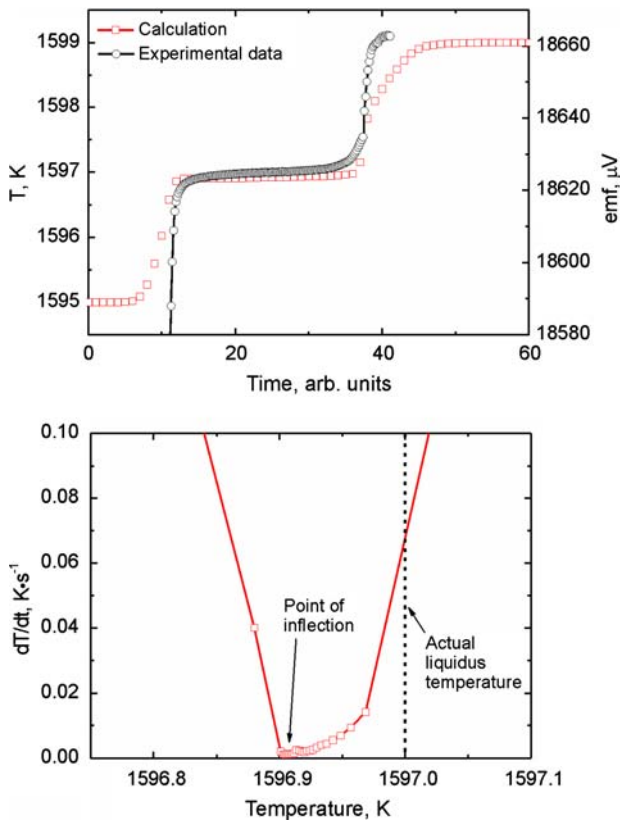 Calculation
Experimental data
T, K
1599
1598
1597
1596
1595
emf, μV
18660
18640
18620
18600
18580
0 20 40 60
Time, arb. units
dT/dt, K•s-1
0.10
0.08
0.06
0.04
0.02
0.00
Point of
inflection
Actual
liquidus
temperature
1596.8 1596.9 1597.0 1597.1
Temperature, K